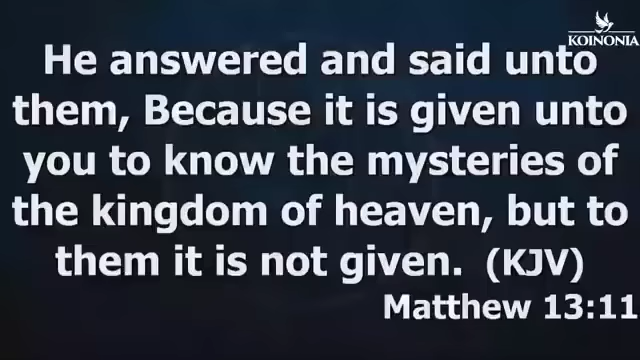 KOINONIA
He answered and said unto
them, Because it is given unto
you to know the mysteries of
the kingdom of heaven, but to
them it is not given. (KJV)
Matthew 13:11